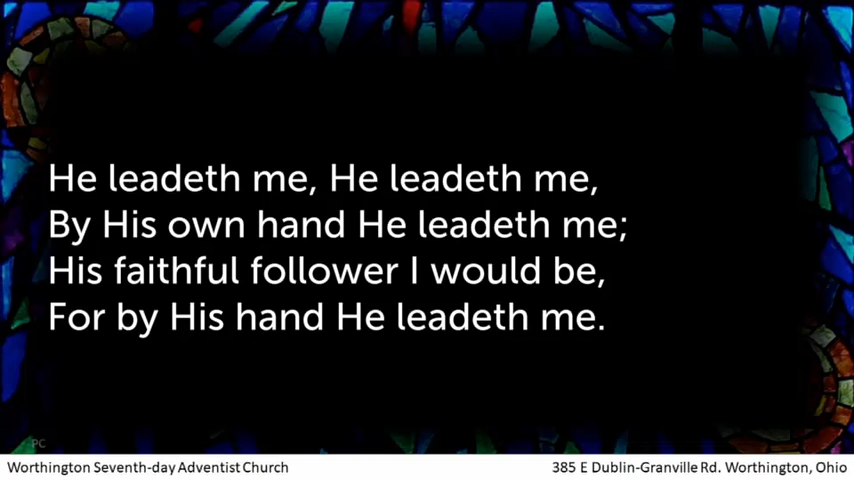 He leadeth me, He leadeth me,
By His own hand He leadeth me;
His faithful follower I would be,
For by His hand He leadeth me.
PC
Worthington Seventh-day Adventist Church
385 E Dublin-Granville Rd. Worthington, Ohio